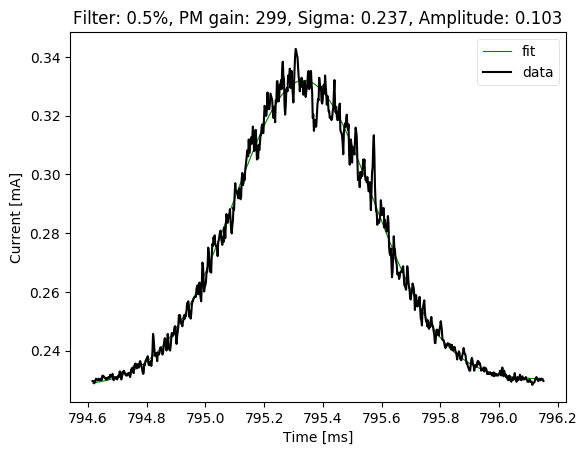 Filter: 0.5%, PM gain: 299, Sigma: 0.237, Amplitude: 0.103
fit
data
0.34
0.32
0.30
0.28
0.26
0.24
Current [mA]
794.6 794.8 795.0 795.2 795.4 795.6 795.8 796.0 796.2
Time [ms]